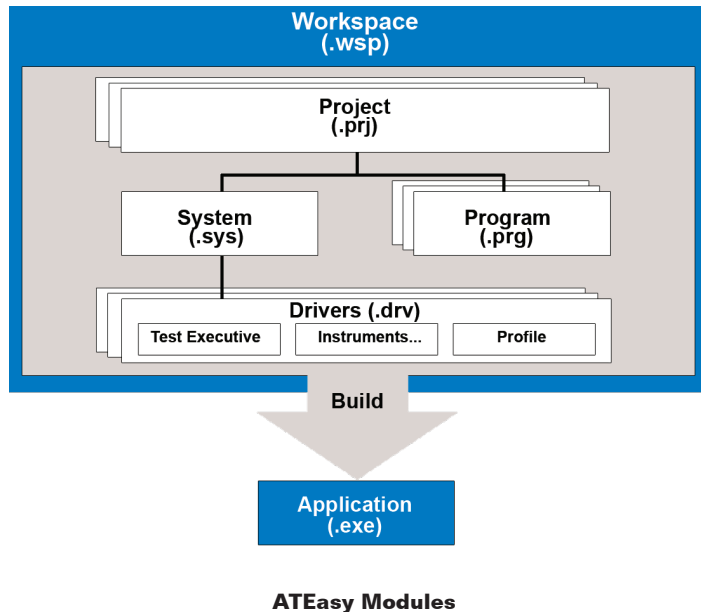 Workspace
(.wsp)
Project
(.prj)
System
(.sys)
Program
(.prg)
Drivers (.drv)
Test Executive
Instruments...
Profile
Build
Application
(.exe)
ATEasy Modules